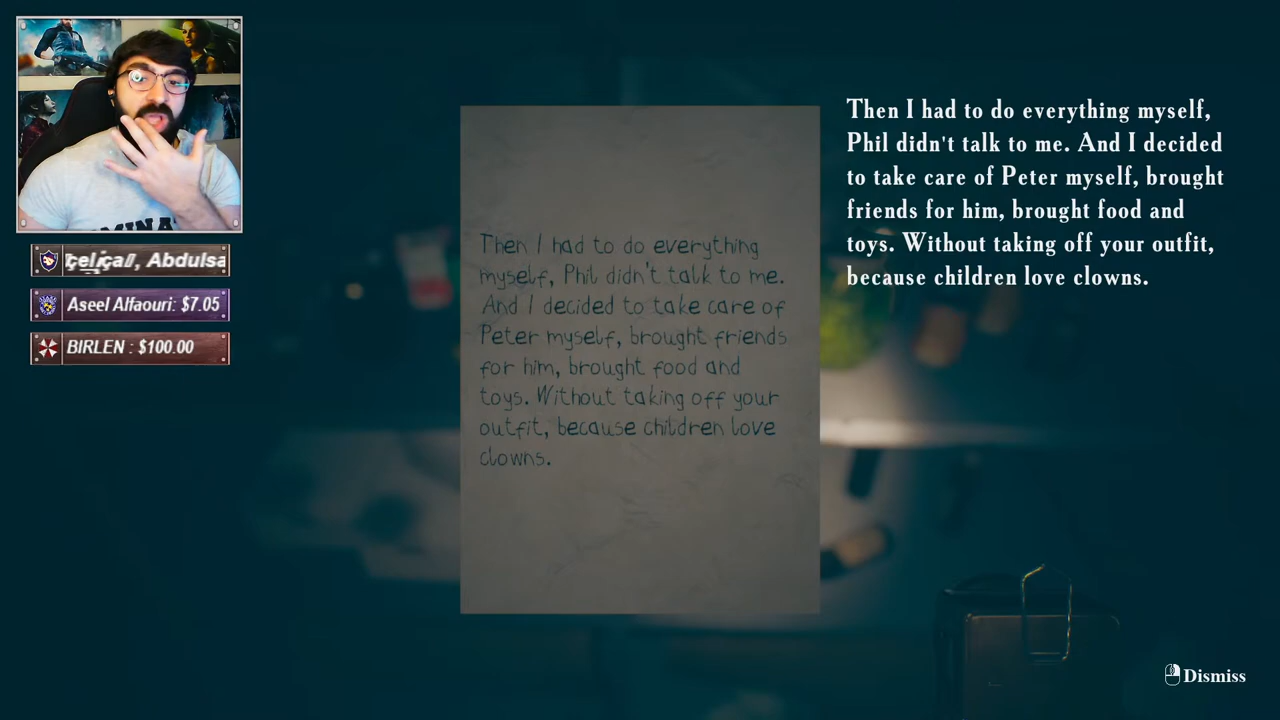 Abdulsa
Aseel Alfaouri: $7.05
BIRLEN : $100.00
Then I had to do everything
myself, Phil didn't talk to me.
And I decided to take care of
Peter myself, brought friends
for him, brought food and
toys. Without taking off your
outfit, because children love
clowns.
Then I had to do everything myself,
Phil didn't talk to me. And I decided
to take care of Peter myself, brought
friends for him, brought food and
toys. Without taking off your outfit,
because children love clowns.
Dismiss